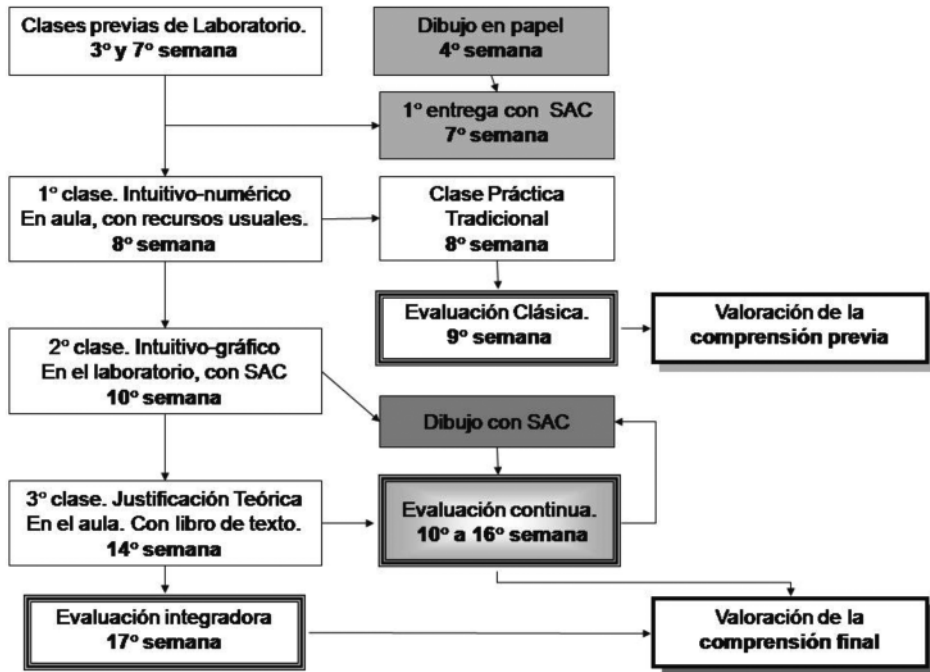 Clases previas de Laboratorio.
3º y 7º semana
Dibujo en papel
4º semana
1º entrega con SAC
7º semana
1º clase. Intuitivo-numérico
En aula, con recursos usuales.
8º semana
Clase Práctica
Tradicional
8º semana
Evaluación Clásica.
9º semana
Valoración de la
comprensión previa
2º clase. Intuitivo-gráfico
En el laboratorio, con SAC
10º semana
Dibujo con SAC
3º clase. Justificación Teórica
En el aula. Con libro de texto.
14º semana
Evaluación continua.
10º a 16º semana
Evaluación integradora
17º semana
Valoración de la
comprensión final